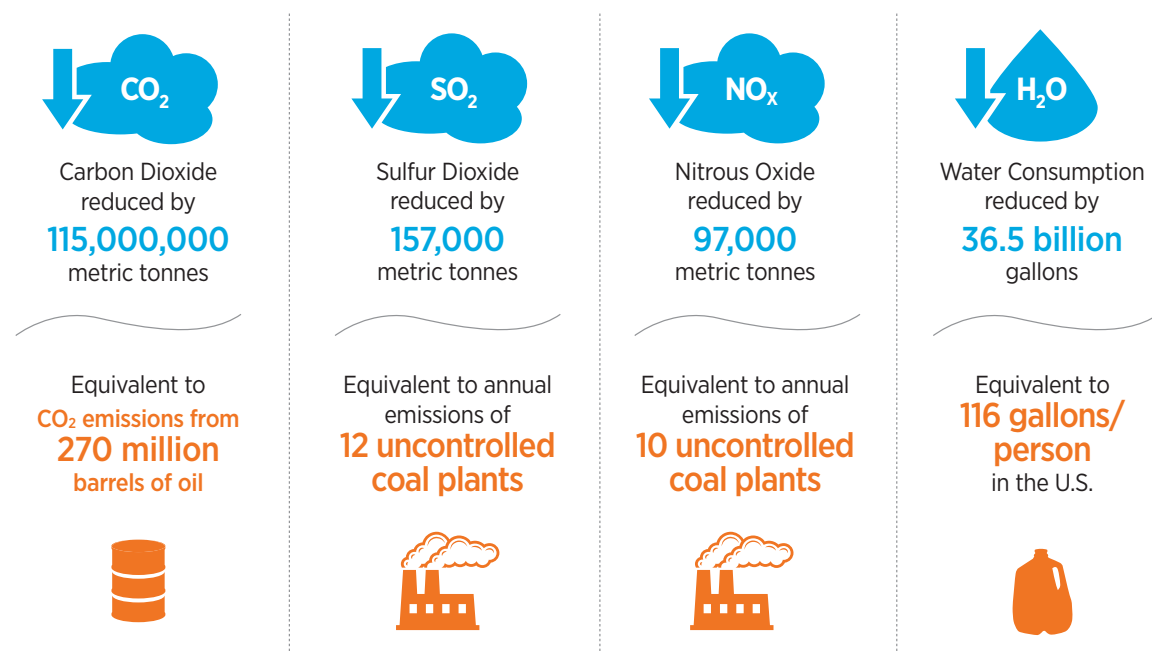 CO₂
Carbon Dioxide
reduced by
115,000,000
metric tonnes
Equivalent to
CO₂ emissions from
270 million
barrels of oil
SO₂
Sulfur Dioxide
reduced by
157,000
metric tonnes
Equivalent to annual
emissions of
12 uncontrolled
coal plants
NOX
Nitrous Oxide
reduced by
97,000
metric tonnes
Equivalent to annual
emissions of
10 uncontrolled
coal plants
H₂O
Water Consumption
reduced by
36.5 billion
gallons
Equivalent to
116 gallons/
person
in the U.S.